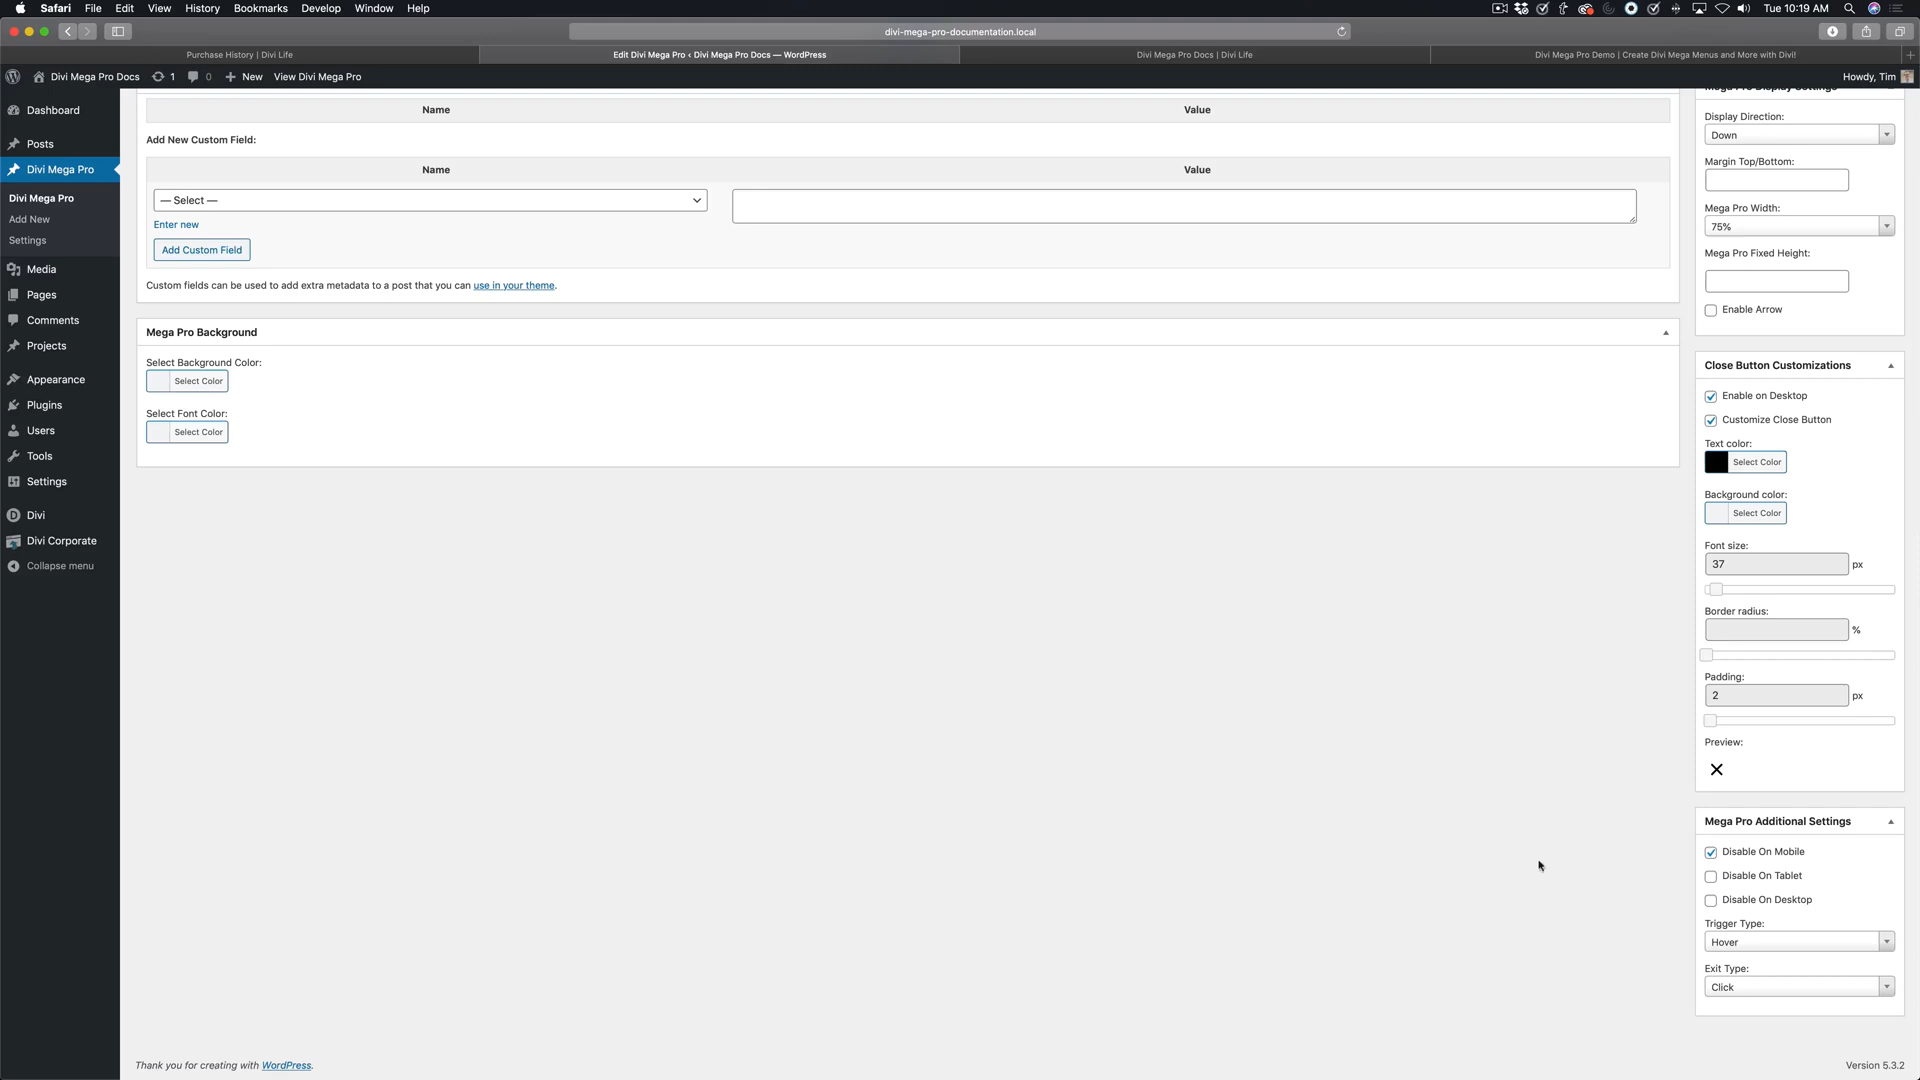 Safari File Edit View History Bookmarks Develop Window Help Tue 10:19 AM
divi-mega-pro-documentation.local
Purchase History | Divi Life
Edit Divi Mega Pro ‹ Divi Mega Pro Docs — WordPress
Divi Mega Pro Docs | Divi Life
Divi Mega Pro Demo | Create Divi Mega Menus and More with Divi!
Divi Mega Pro Docs 1 0 New View Divi Mega Pro Howdy, Tim
Dashboard
Posts
Divi Mega Pro
Divi Mega Pro
Add New
Settings
Media
Pages
Comments
Projects
Appearance
Plugins
Users
Tools
Settings
Divi
Divi Corporate
Collapse menu
Name Value
Add New Custom Field:
Name Value
— Select —
Enter new
Add Custom Field
Custom fields can be used to add extra metadata to a post that you can use in your theme.
Mega Pro Background
Select Background Color:
Select Color
Select Font Color:
Select Color
Mega Pro Display Settings
Display Direction:
Down
Margin Top/Bottom:
Mega Pro Width:
75%
Mega Pro Fixed Height:
Enable Arrow
Close Button Customizations
Enable on Desktop
Customize Close Button
Text color:
Select Color
Background color:
Select Color
Font size:
37 px
Border radius:
%
Padding:
2 px
Preview:
Mega Pro Additional Settings
Disable On Mobile
Disable On Tablet
Disable On Desktop
Trigger Type:
Hover
Exit Type:
Click
Thank you for creating with WordPress.
Version 5.3.2